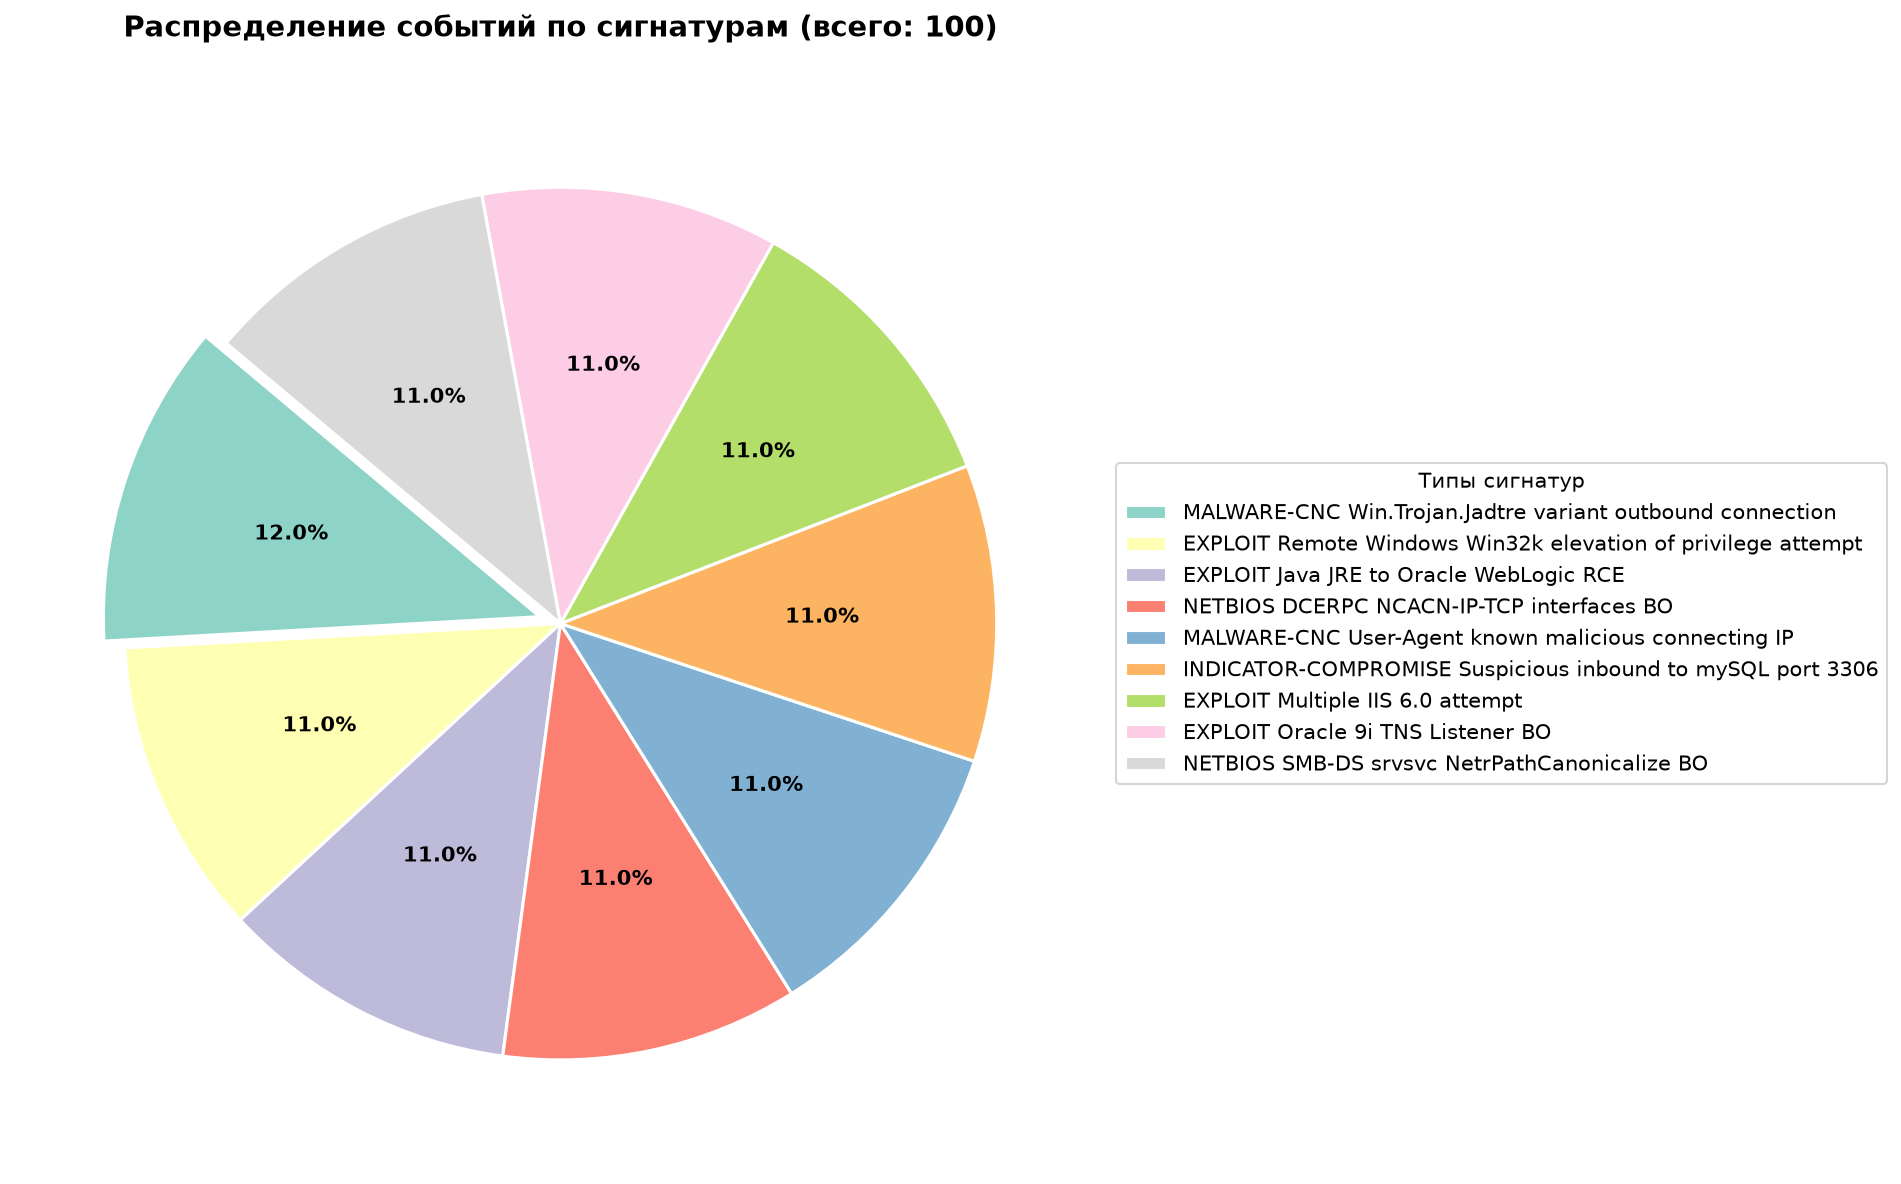 Распределение событий по сигнатурам (всего: 100)
11.0%
11.0%
11.0%
12.0%
11.0%
11.0%
11.0%
11.0%
11.0%
Типы сигнатур
MALWARE-CNC Win.Trojan.Jadtre variant outbound connection
EXPLOIT Remote Windows Win32k elevation of privilege attempt
EXPLOIT Java JRE to Oracle WebLogic RCE
NETBIOS DCERPC NCACN-IP-TCP interfaces BO
MALWARE-CNC User-Agent known malicious connecting IP
INDICATOR-COMPROMISE Suspicious inbound to mySQL port 3306
EXPLOIT Multiple IIS 6.0 attempt
EXPLOIT Oracle 9i TNS Listener BO
NETBIOS SMB-DS srvsvc NetrPathCanonicalize BO